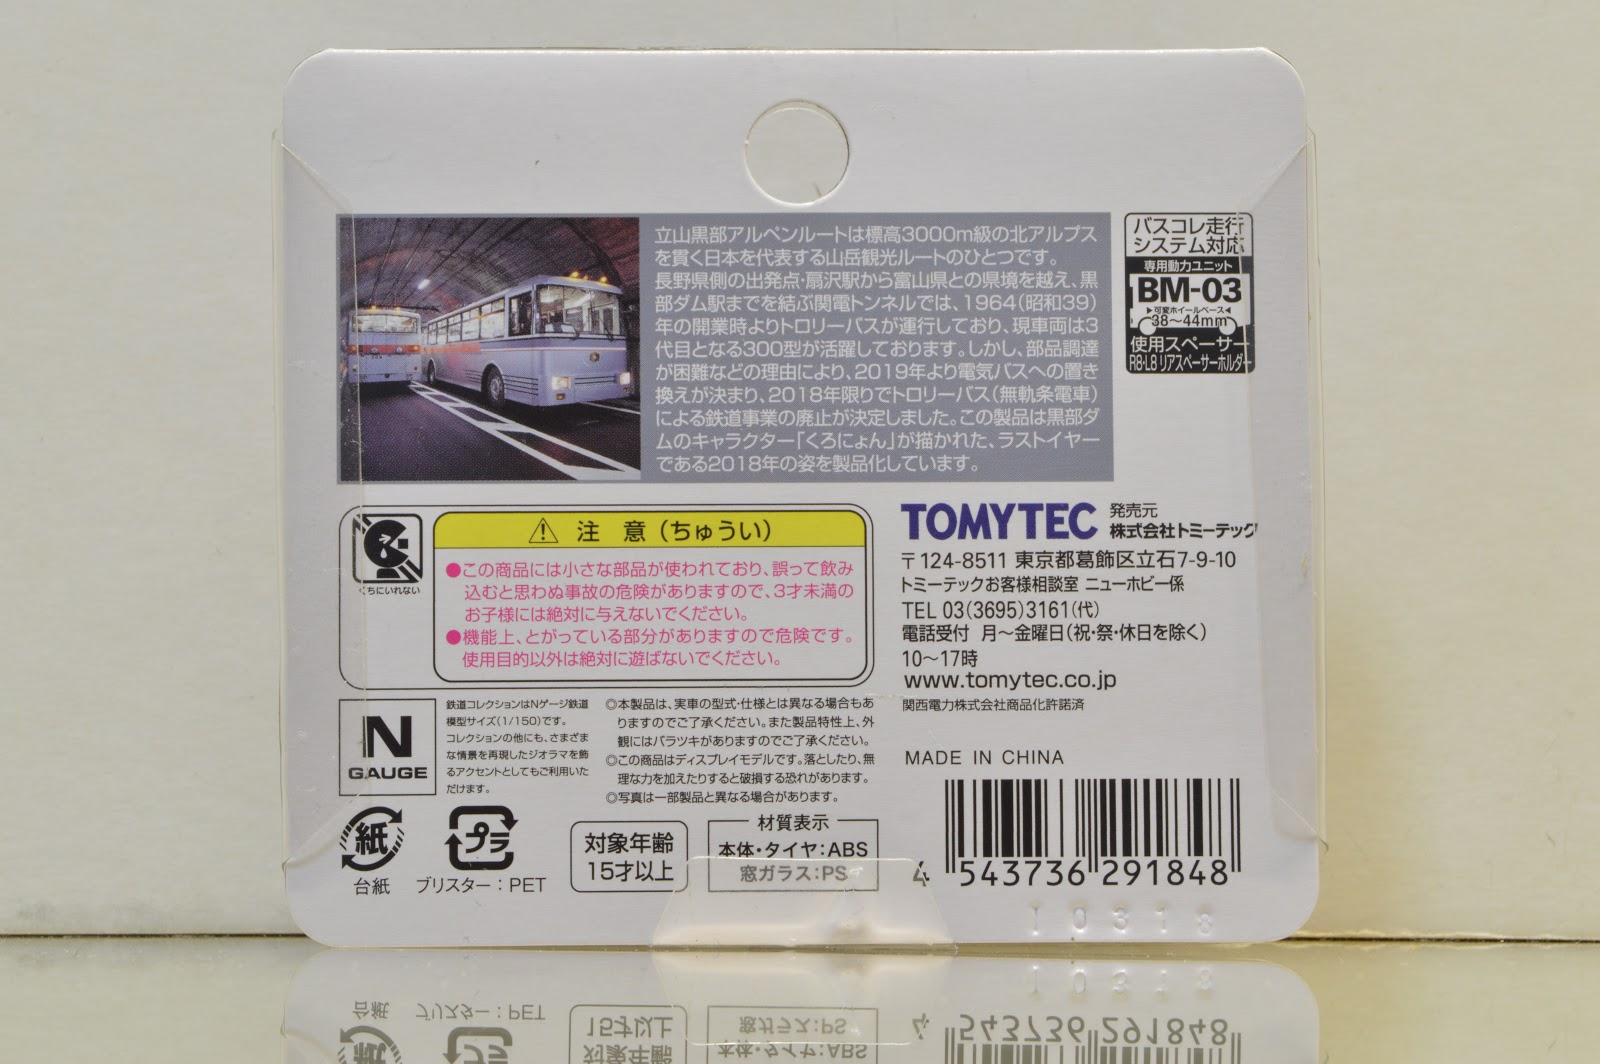 立山黒部アルペンルートは標高3000m級の北アルプス
を貫く日本を代表する山岳観光ルートのひとつです。
長野県側の出発点・扇沢駅から富山県との県境を越え、黒
部ダム駅までを結ぶ関電トンネルでは、1964(昭和39)
年の開業時よりトロリーバスが運行しており、現車両は3
代目となる300型が活躍しております。しかし、部品調達
が困難などの理由により、2019年より電気バスへの置き
換えが決まり、2018年限りでトロリーバス(無軌条電車)
による鉄道事業の廃止が決定しました。この製品は黒部ダ
ムのキャラクター「くろにょん」が描かれた、ラストイヤー
である2018年の姿を製品化しています。
バスコレ走行
システム対応
専用動力ユニット
BM-03
▶可変ホイールベース◀
38〜44mm
使用スペーサー
R8・L8 リアスペーサーホルダー
くちにいれない
⚠ 注 意(ちゅうい)
●この商品には小さな部品が使われており、誤って飲み
込むと思わぬ事故の危険がありますので、3才未満の
お子様には絶対に与えないでください。
●機能上、とがっている部分がありますので危険です。
使用目的以外は絶対に遊ばないでください。
TOMYTEC 発売元
株式会社トミーテック
〒124-8511 東京都葛飾区立石7-9-10
トミーテックお客様相談室 ニューホビー係
TEL 03(3695)3161(代)
電話受付 月〜金曜日(祝・祭・休日を除く)
10〜17時
www.tomytec.co.jp
関西電力株式会社商品化許諾済
N
GAUGE
鉄道コレクションはNゲージ鉄道
模型サイズ(1/150)です。
コレクションの他にも、さまざま
な情景を再現したジオラマを飾
るアクセントとしてもご利用いた
だけます。
◎本製品は、実車の型式・仕様とは異なる場合もあ
りますのでご了承ください。また製品特性上、外
観にはバラツキがありますのでご了承ください。
◎この商品はディスプレイモデルです。落としたり、無
理な力を加えたりすると破損する恐れがあります。
◎写真は一部製品と異なる場合があります。
MADE IN CHINA
紙
台紙
プラ
ブリスター:PET
対象年齢
15才以上
材質表示
本体・タイヤ:ABS
窓ガラス:PS
4 543736 291848
10318